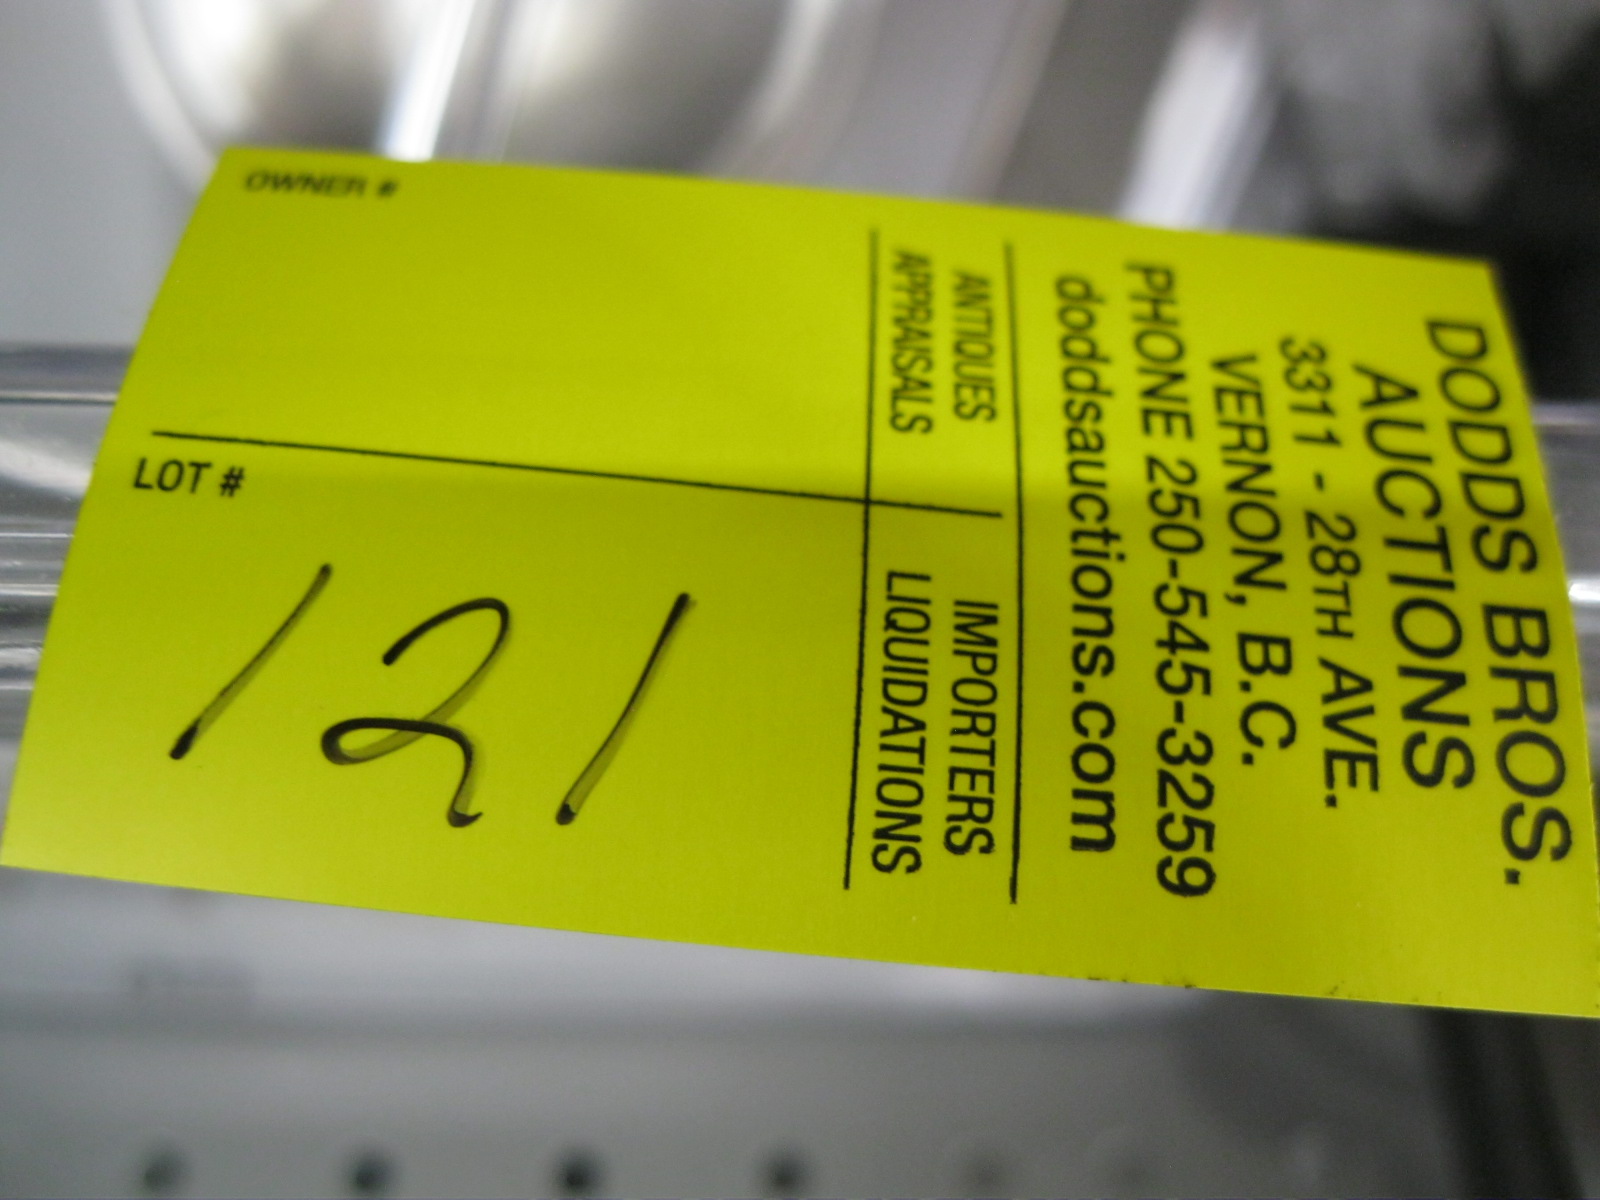 DODDS BROS.
AUCTIONS
3311 - 28TH AVE.
VERNON, B.C.
PHONE 250-545-3259
doddsauctions.com
ANTIQUES
APPRAISALS
IMPORTERS
LIQUIDATIONS
OWNER #
LOT #
121